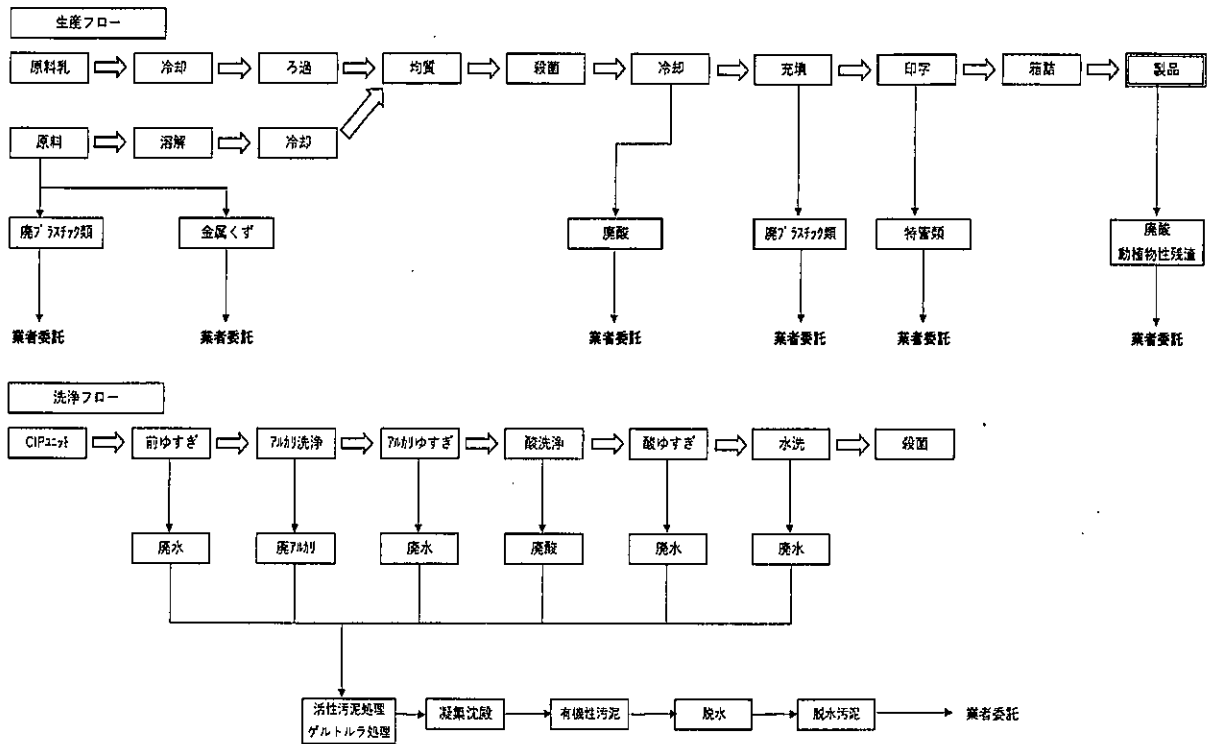 生産フロー
原料乳
冷却
ろ過
均質
殺菌
冷却
充填
印字
箱詰
製品
原料
溶解
冷却
廃プラスチック類
金属くず
廃酸
廃プラスチック類
特管類
廃酸
動植物性残渣
業者委託
業者委託
業者委託
業者委託
業者委託
業者委託
洗浄フロー
CIPユニット
前ゆすぎ
アルカリ洗浄
アルカリゆすぎ
酸洗浄
酸ゆすぎ
水洗
殺菌
廃水
廃アルカリ
廃水
廃酸
廃水
廃水
活性汚泥処理
ゲルトルラ処理
凝集沈殿
有機性汚泥
脱水
脱水汚泥
業者委託